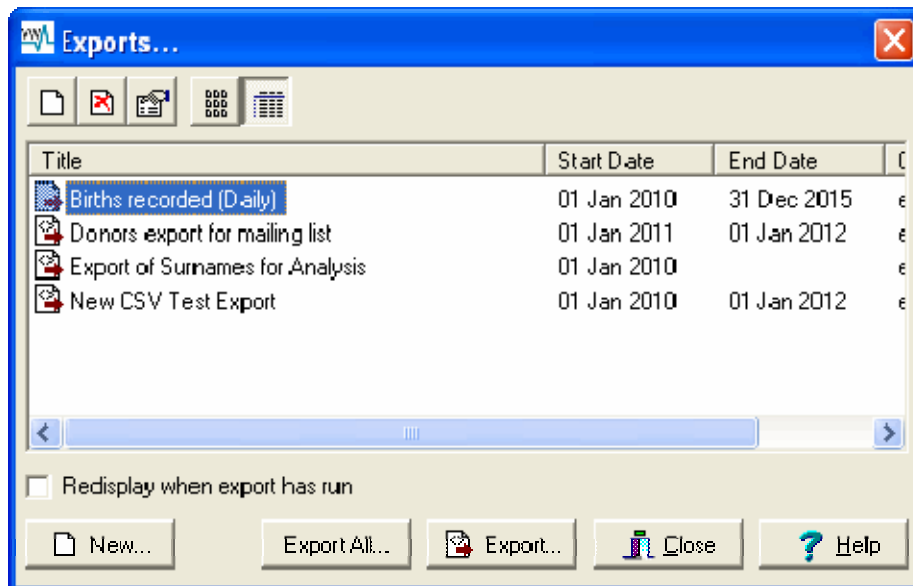 Exports...
Title Start Date End Date
Births recorded (Daily) 01 Jan 2010 31 Dec 2015 e
Donors export for mailing list 01 Jan 2011 01 Jan 2012 e
Export of Surnames for Analysis 01 Jan 2010 e
New CSV Test Export 01 Jan 2010 01 Jan 2012 e
Redisplay when export has run
New... Export All... Export... Close Help